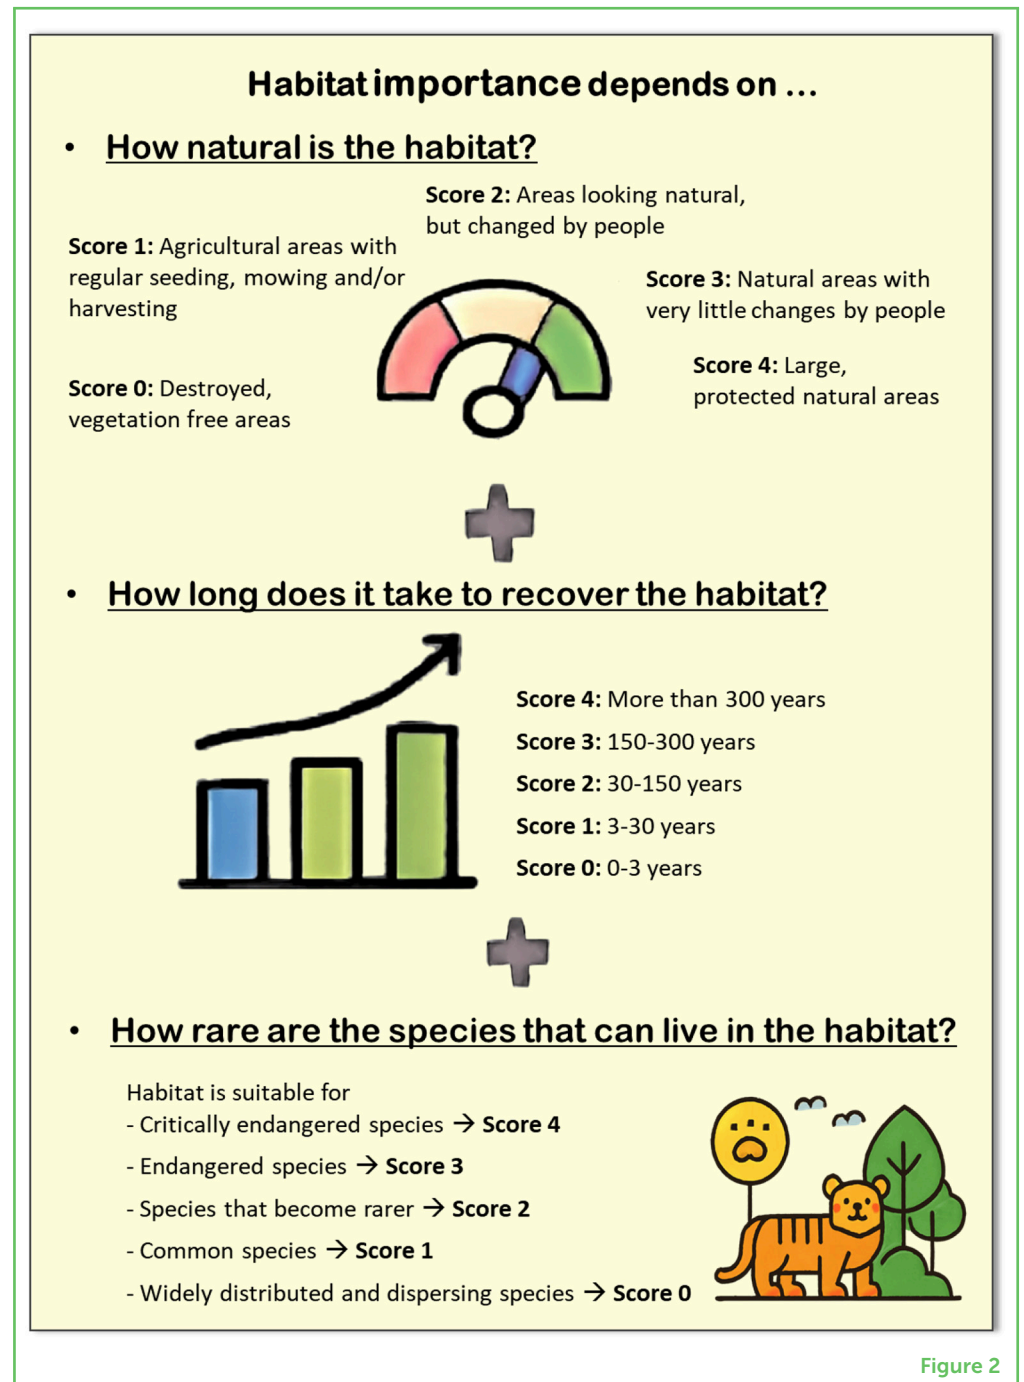 Habitat importance depends on ...
• How natural is the habitat?
Score 2: Areas looking natural,
but changed by people
Score 1: Agricultural areas with
regular seeding, mowing and/or
harvesting
Score 3: Natural areas with
very little changes by people
Score 4: Large,
protected natural areas
Score 0: Destroyed,
vegetation free areas
• How long does it take to recover the habitat?
Score 4: More than 300 years
Score 3: 150-300 years
Score 2: 30-150 years
Score 1: 3-30 years
Score 0: 0-3 years
• How rare are the species that can live in the habitat?
Habitat is suitable for
- Critically endangered species → Score 4
- Endangered species → Score 3
- Species that become rarer → Score 2
- Common species → Score 1
- Widely distributed and dispersing species → Score 0
Figure 2